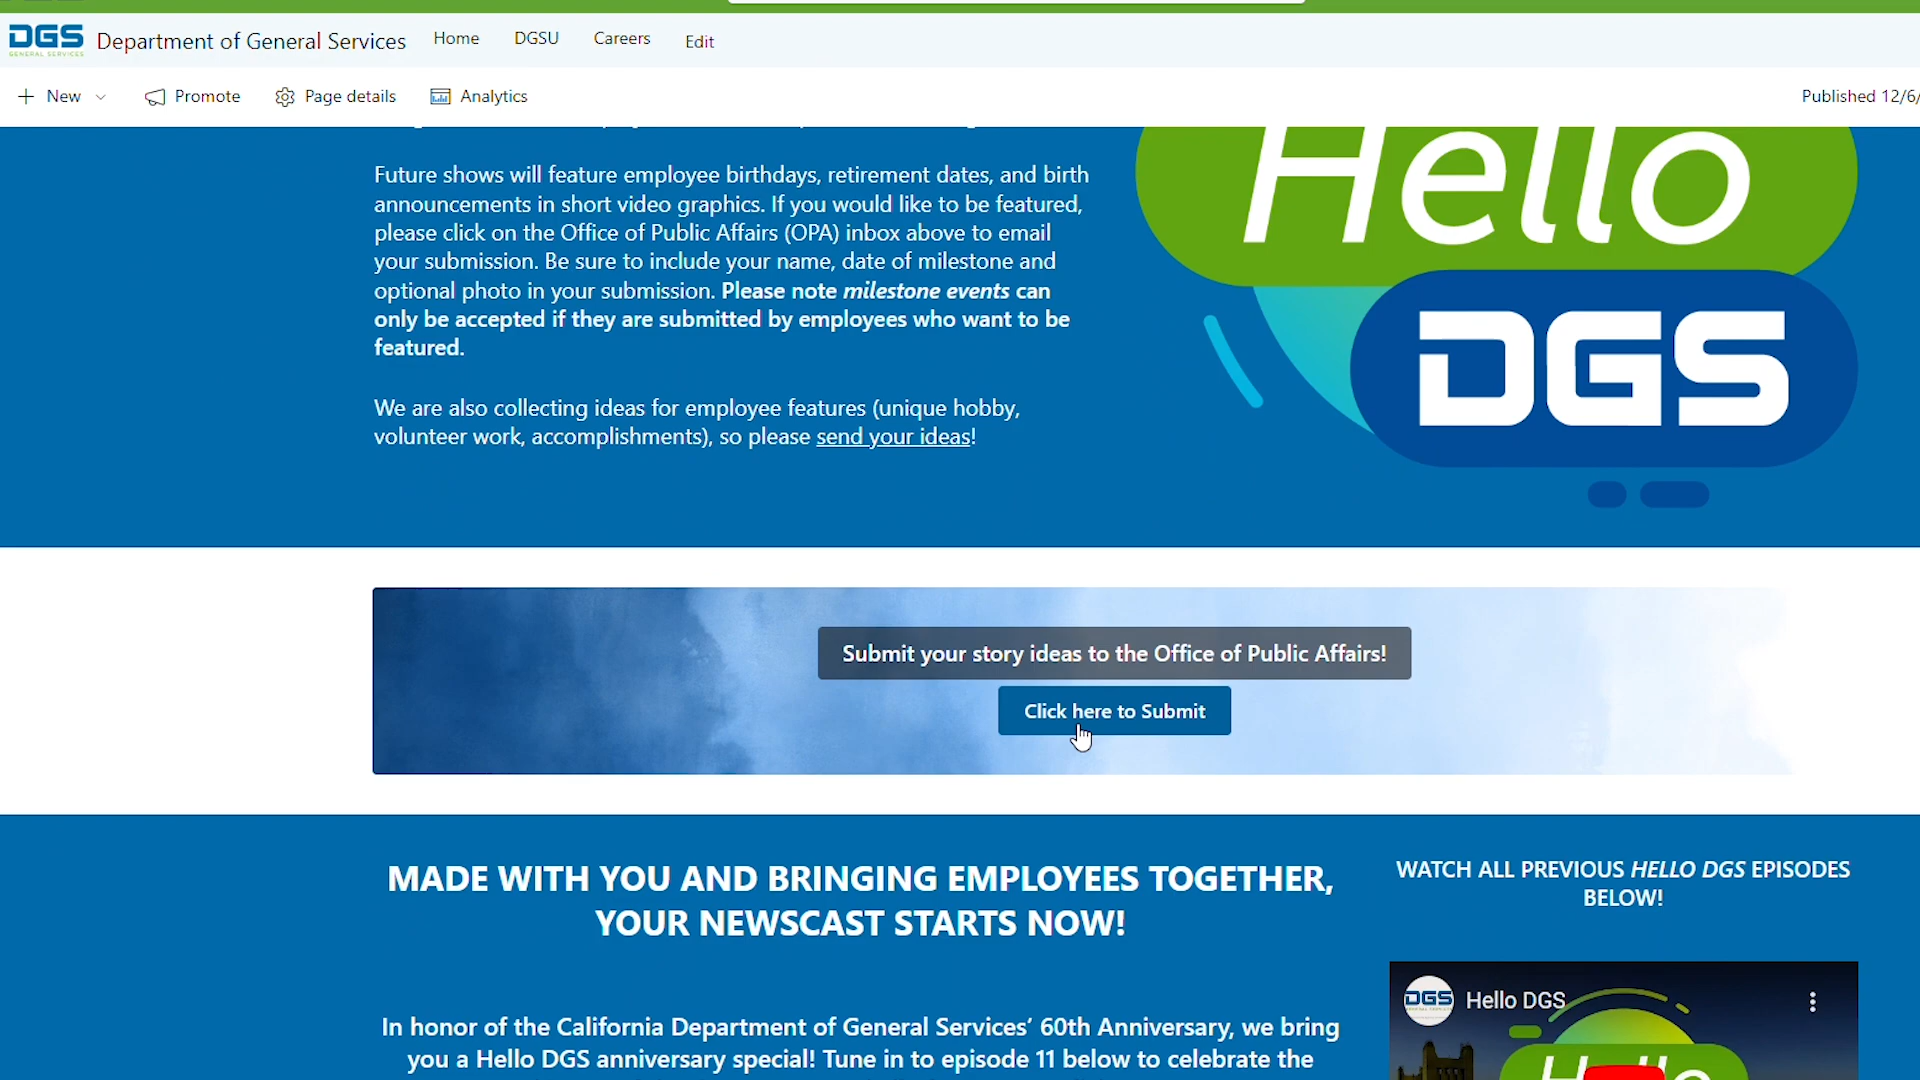 DGS
GENERAL SERVICES
Department of General Services
Home
DGSU
Careers
Edit
New
Promote
Page details
Analytics
Published 12/6/
Future shows will feature employee birthdays, retirement dates, and birth
announcements in short video graphics. If you would like to be featured,
please click on the Office of Public Affairs (OPA) inbox above to email
your submission. Be sure to include your name, date of milestone and
optional photo in your submission. Please note milestone events can
only be accepted if they are submitted by employees who want to be
featured.
We are also collecting ideas for employee features (unique hobby,
volunteer work, accomplishments), so please send your ideas!
Hello
DGS
Submit your story ideas to the Office of Public Affairs!
Click here to Submit
MADE WITH YOU AND BRINGING EMPLOYEES TOGETHER,
YOUR NEWSCAST STARTS NOW!
In honor of the California Department of General Services' 60th Anniversary, we bring
you a Hello DGS anniversary special! Tune in to episode 11 below to celebrate the
WATCH ALL PREVIOUS HELLO DGS EPISODES
BELOW!
DGS
Hello DGS
Hello